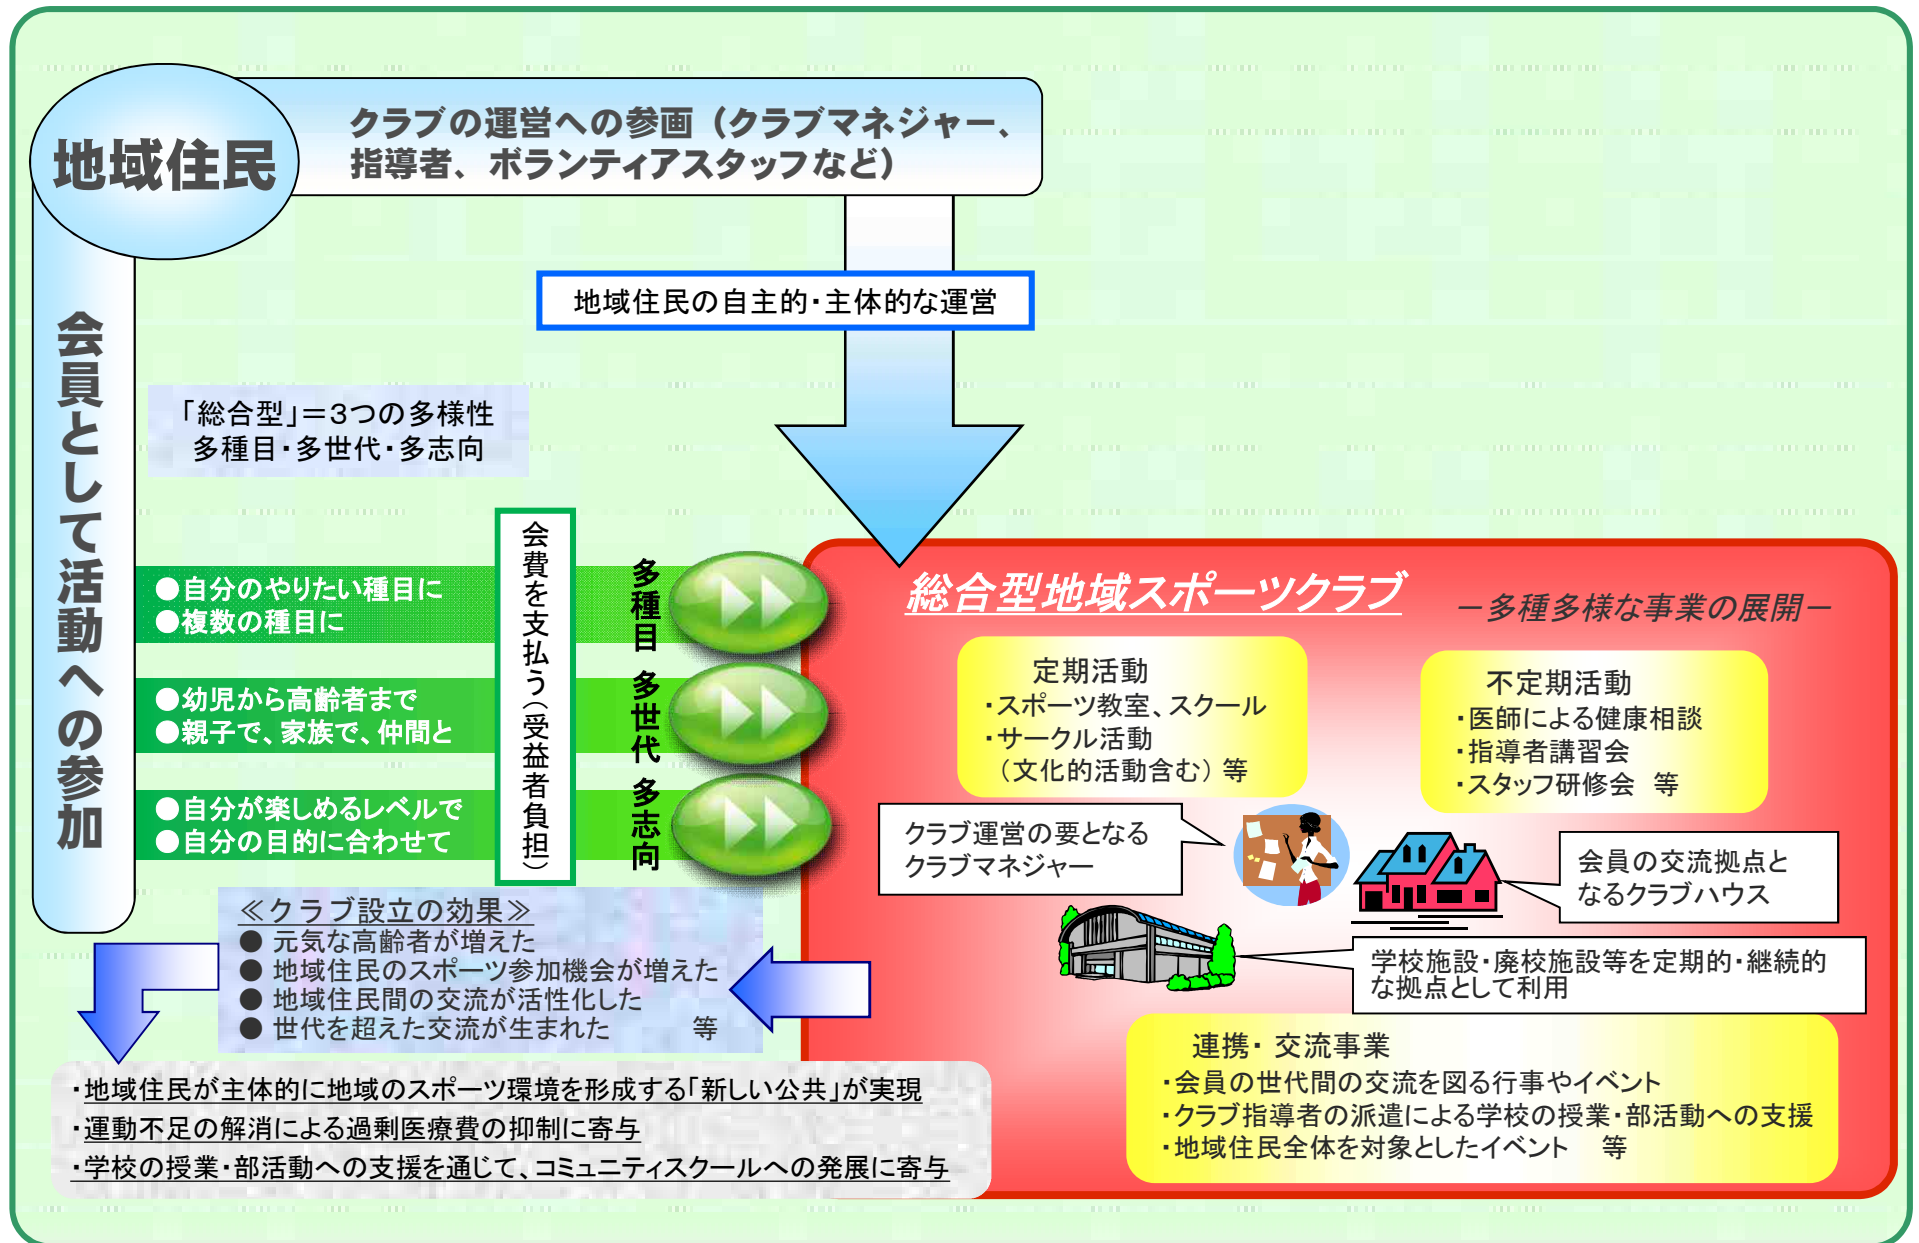 地域住民
クラブの運営への参画（クラブマネジャー、
指導者、ボランティアスタッフなど）
地域住民の自主的・主体的な運営
会員として活動への参加
「総合型」＝３つの多様性
多種目・多世代・多志向
会費を支払う（受益者負担）
●自分のやりたい種目に
●複数の種目に
多種目
●幼児から高齢者まで
●親子で、家族で、仲間と
多世代
●自分が楽しめるレベルで
●自分の目的に合わせて
多志向
総合型地域スポーツクラブ
－多種多様な事業の展開－
定期活動
・スポーツ教室、スクール
・サークル活動
（文化的活動含む）等
不定期活動
・医師による健康相談
・指導者講習会
・スタッフ研修会　等
クラブ運営の要となる
クラブマネジャー
会員の交流拠点と
なるクラブハウス
学校施設・廃校施設等を定期的・継続的
な拠点として利用
連携・ 交流事業
・会員の世代間の交流を図る行事やイベント
・クラブ指導者の派遣による学校の授業・部活動への支援
・地域住民全体を対象としたイベント　等
≪クラブ設立の効果≫
● 元気な高齢者が増えた
● 地域住民のスポーツ参加機会が増えた
● 地域住民間の交流が活性化した
● 世代を超えた交流が生まれた　　　等
・地域住民が主体的に地域のスポーツ環境を形成する「新しい公共」が実現
・運動不足の解消による過剰医療費の抑制に寄与
・学校の授業・部活動への支援を通じて、コミュニティスクールへの発展に寄与